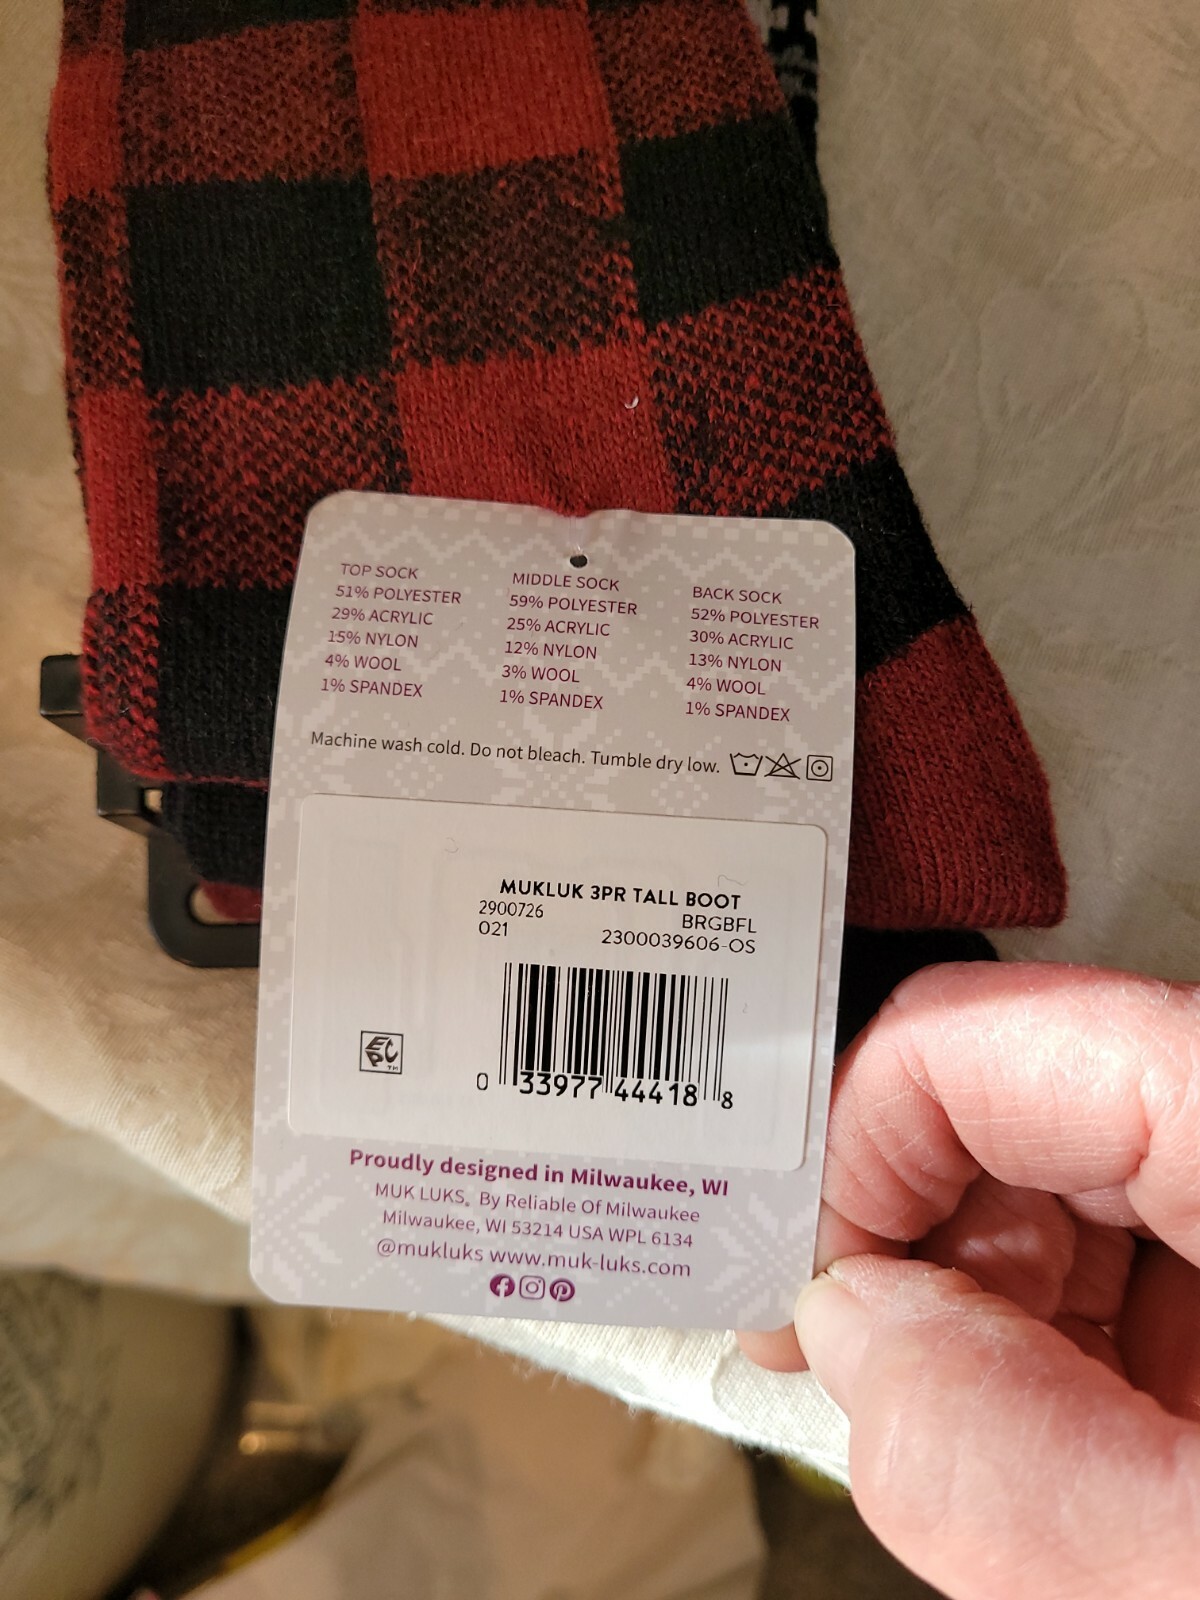 TOP SOCK
51% POLYESTER
29% ACRYLIC
15% NYLON
4% WOOL
1% SPANDEX
MIDDLE SOCK
59% POLYESTER
25% ACRYLIC
12% NYLON
3% WOOL
1% SPANDEX
BACK SOCK
52% POLYESTER
30% ACRYLIC
13% NYLON
4% WOOL
1% SPANDEX
Machine wash cold. Do not bleach. Tumble dry low.
MUKLUK 3PR TALL BOOT
2900726 BRGBFL
021 2300039606-OS
EPC™
0 33977 44418 8
Proudly designed in Milwaukee, WI
MUK LUKS® By Reliable Of Milwaukee
Milwaukee, WI 53214 USA WPL 6134
@mukluks www.muk-luks.com